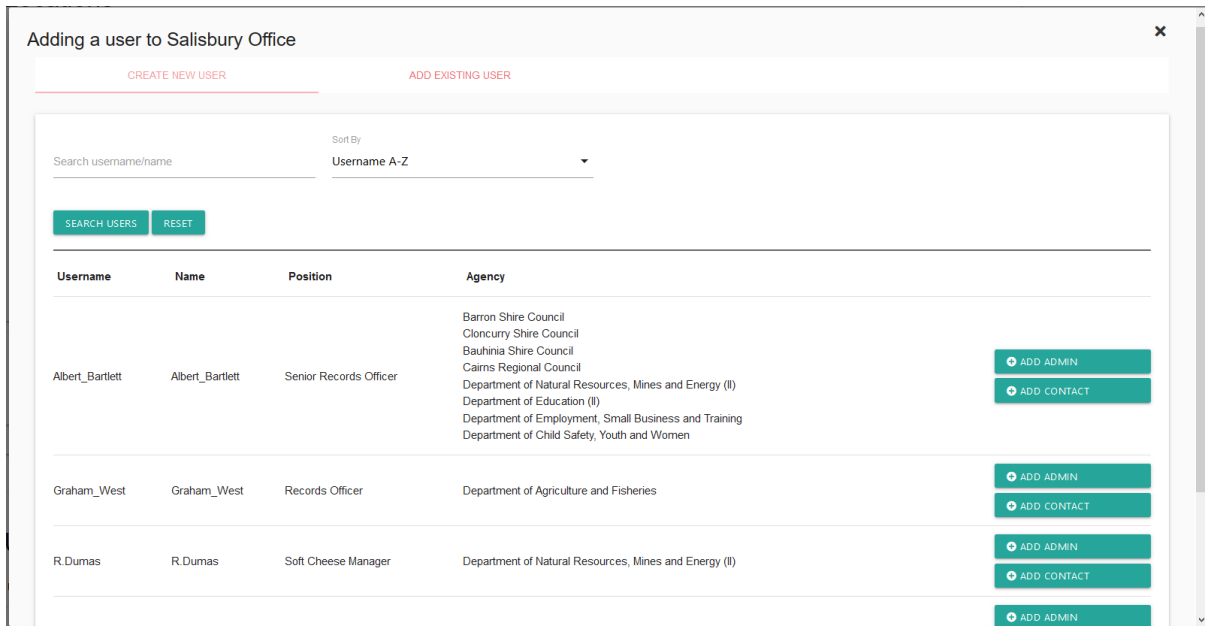 Adding a user to Salisbury Office
CREATE NEW USER ADD EXISTING USER
Sort By
Search username/name Username A-Z
SEARCH USERS RESET
Username Name Position Agency
Barron Shire Council
Cloncurry Shire Council
Bauhinia Shire Council
Cairns Regional Council
Albert_Bartlett Albert_Bartlett Senior Records Officer
Department of Natural Resources, Mines and Energy (II)
Department of Education (II)
Department of Employment, Small Business and Training
Department of Child Safety, Youth and Women
ADD ADMIN
ADD CONTACT
Graham_West Graham_West Records Officer Department of Agriculture and Fisheries
ADD ADMIN
ADD CONTACT
R.Dumas R.Dumas Soft Cheese Manager Department of Natural Resources, Mines and Energy (II)
ADD ADMIN
ADD CONTACT
ADD ADMIN